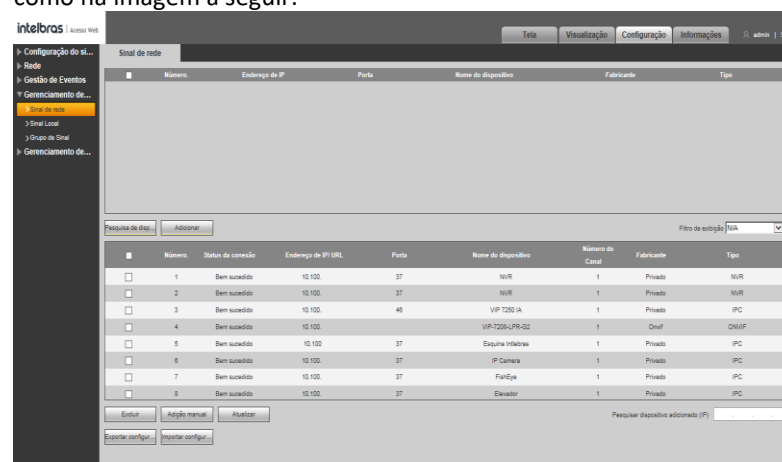 como na imagem a seguir:
intelbras | Acesso Web
Tela Visualização Configuração Informações admin |
Configuração do si...
Rede
Gestão de Eventos
Gerenciamento de...
Sinal de rede
Sinal Local
Grupo de Sinal
Gerenciamento de...
Sinal de rede
Número. Endereço de IP Porta Nome do dispositivo Fabricante Tipo
Pesquisa de disp... Adicionar Filtro de exibição N/A
Número. Status da conexão Endereço de IP/ URL Porta Nome do dispositivo Número do Canal Fabricante Tipo
1 Bem sucedido 10.100. 37 NVR 1 Privado NVR
2 Bem sucedido 10.100. 37 NVR 1 Privado NVR
3 Bem sucedido 10.100. 46 VIP 7250 IA 1 Privado IPC
4 Bem sucedido 10.100. VIP-7208-LPR-G2 1 Onvif ONVIF
5 Bem sucedido 10.100 37 Esquina Intlebras 1 Privado IPC
6 Bem sucedido 10.100. 37 IP Camera 1 Privado IPC
7 Bem sucedido 10.100. 37 FishEye 1 Privado IPC
8 Bem sucedido 10.100. 37 Elevador 1 Privado IPC
Excluir Adição manual Atualizar Pesquisar dispositivo adicionado (IP)
Exportar configur... Importar configur...